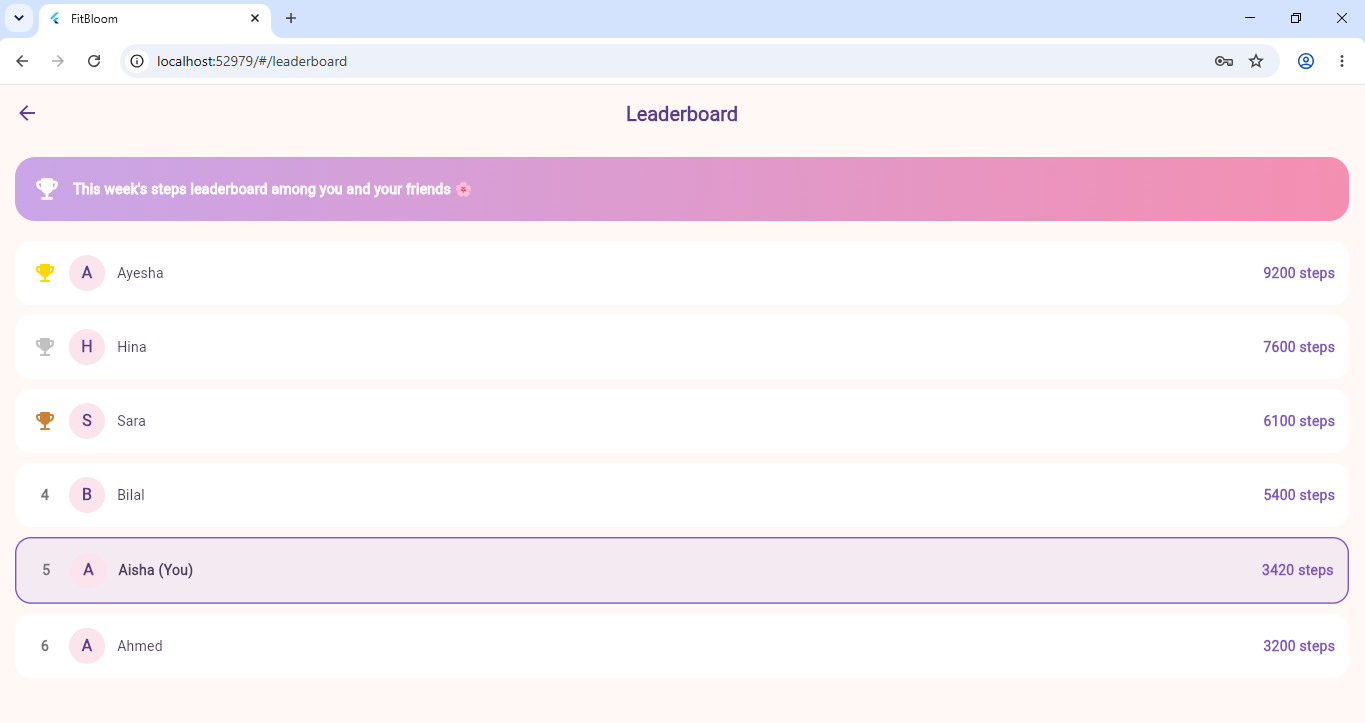 FitBloom
localhost:52979/#/leaderboard
Leaderboard
This week's steps leaderboard among you and your friends 🌸
A Ayesha 9200 steps
H Hina 7600 steps
S Sara 6100 steps
4 B Bilal 5400 steps
5 A Aisha (You) 3420 steps
6 A Ahmed 3200 steps